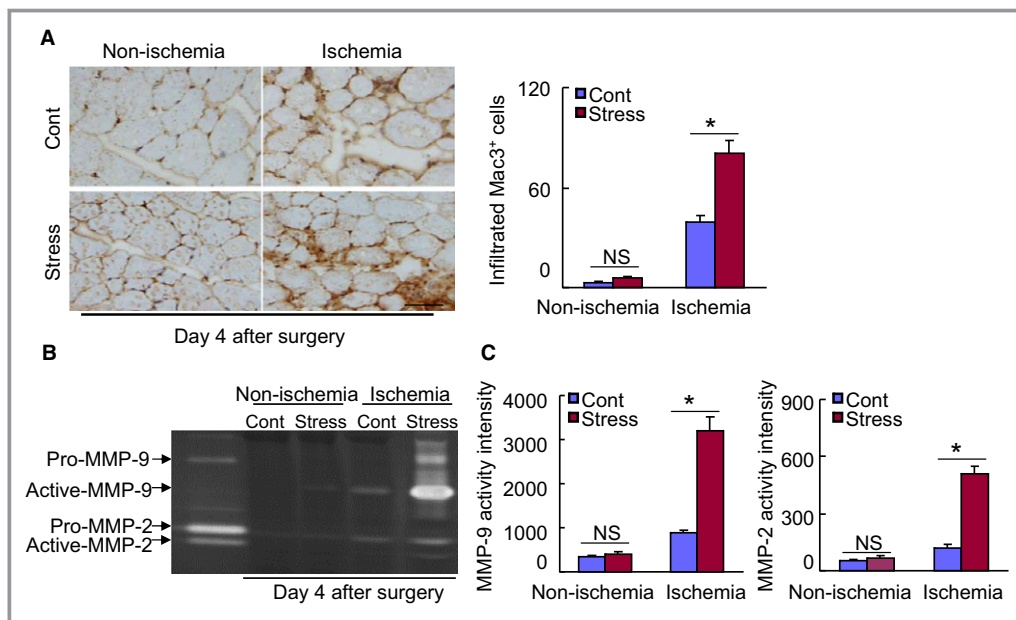 A
Non-ischemia Ischemia
Cont
Stress
Day 4 after surgery
Infiltrated Mac3⁺ cells
120
60
0
Cont
Stress
*
NS
Non-ischemia Ischemia
B
Non-ischemia Ischemia
Cont Stress Cont Stress
Pro-MMP-9
Active-MMP-9
Pro-MMP-2
Active-MMP-2
Day 4 after surgery
C
MMP-9 activity intensity
4000
3000
2000
1000
0
Cont
Stress
*
NS
Non-ischemia Ischemia
MMP-2 activity intensity
900
600
300
0
Cont
Stress
*
NS
Non-ischemia Ischemia